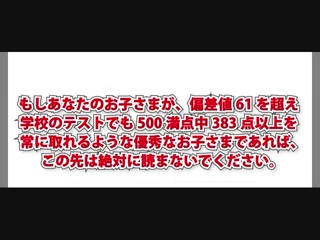 もしあなたのお子さまが、偏差値61を超え
学校のテストでも500満点中383点以上を
常に取れるような優秀なお子さまであれば、
この先は絶対に読まないでください。